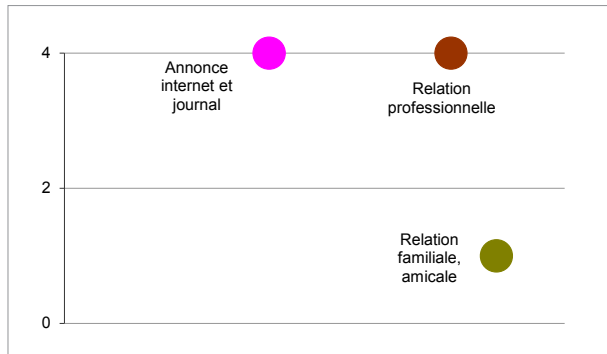 4
Annonce
internet et
journal
Relation
professionnelle
2
Relation
familiale,
amicale
0